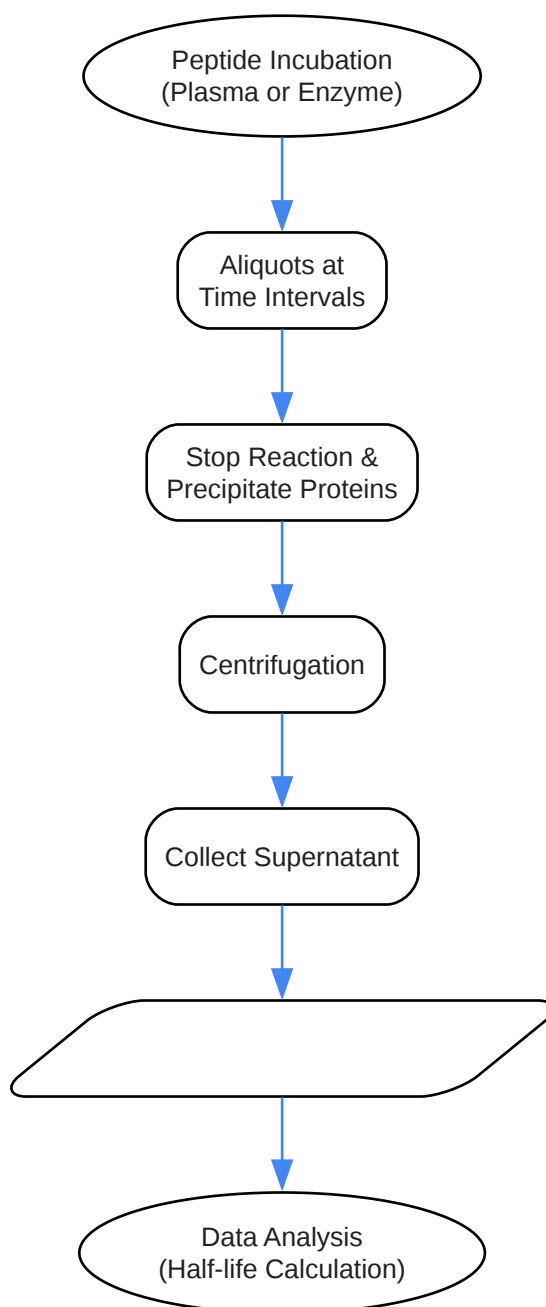 Peptide Incubation
(Plasma or Enzyme)
Aliquots at
Time Intervals
Stop Reaction &
Precipitate Proteins
Centrifugation
Collect Supernatant
Data Analysis
(Half-life Calculation)